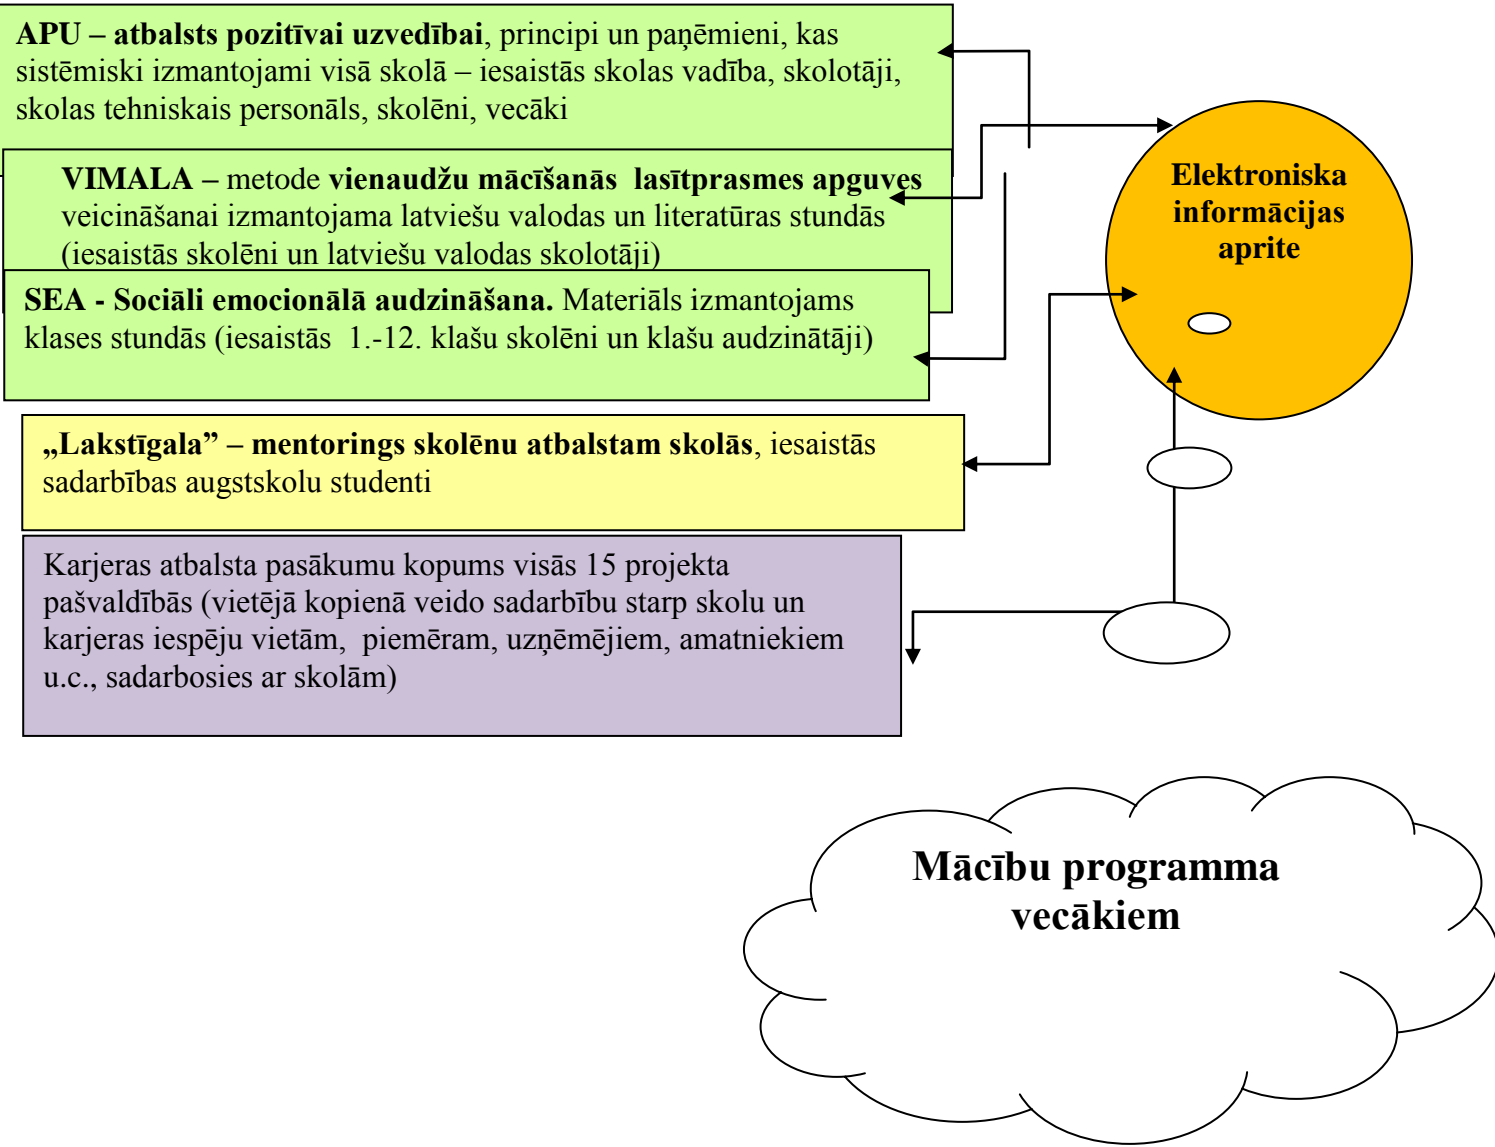 APU – atbalsts pozitīvai uzvedībai, principi un paņēmieni, kas
sistēmiski izmantojami visā skolā – iesaistās skolas vadība, skolotāji,
skolas tehniskais personāls, skolēni, vecāki
VIMALA – metode vienaudžu mācīšanās  lasītprasmes apguves
veicināšanai izmantojama latviešu valodas un literatūras stundās
(iesaistās skolēni un latviešu valodas skolotāji)
SEA - Sociāli emocionālā audzināšana. Materiāls izmantojams
klases stundās (iesaistās  1.-12. klašu skolēni un klašu audzinātāji)
„Lakstīgala” – mentorings skolēnu atbalstam skolās, iesaistās
sadarbības augstskolu studenti
Karjeras atbalsta pasākumu kopums visās 15 projekta
pašvaldībās (vietējā kopienā veido sadarbību starp skolu un
karjeras iespēju vietām,  piemēram, uzņēmējiem, amatniekiem
u.c., sadarbosies ar skolām)
Elektroniska
informācijas
aprite
Mācību programma
vecākiem